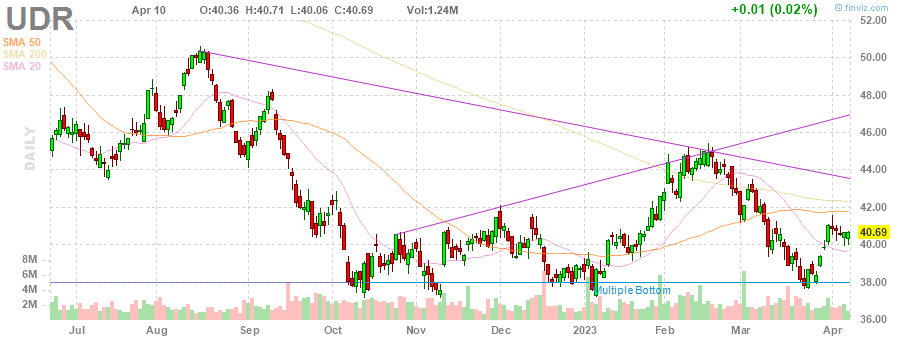 UDR Apr 10 O:40.36 H:40.71 L:40.06 C:40.69 Vol:1.24M +0.01 (0.02%) © finviz.com
SMA 50
SMA 200
SMA 20
DAILY
52.00
50.00
48.00
46.00
44.00
42.00
40.69
40.00
38.00
36.00
8M
6M
4M
2M
Multiple Bottom
Jul Aug Sep Oct Nov Dec 2023 Feb Mar Apr